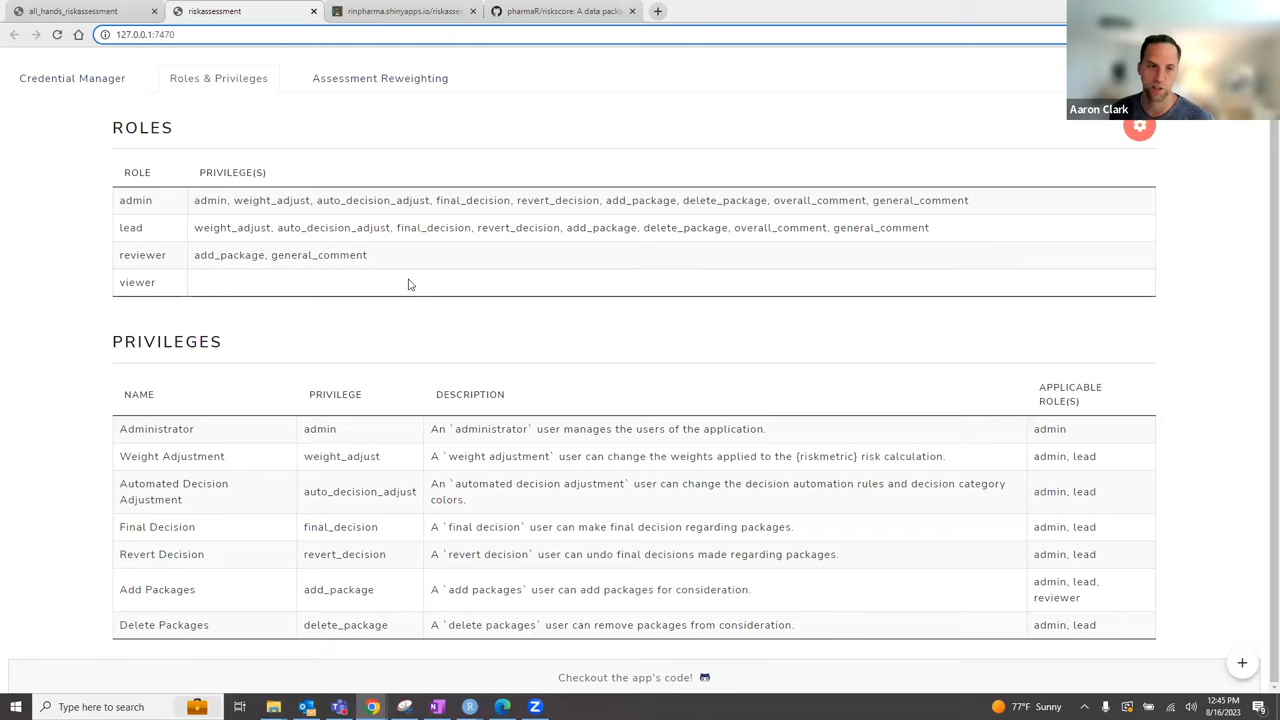 all_hands_riskassessment
riskassessment
rinpharma.shinyapps.io/riskasses
pharmaR/riskscore: A data packa
127.0.0.1:7470
Credential Manager
Roles & Privileges
Assessment Reweighting
Aaron Clark
ROLES
ROLE PRIVILEGE(S)
admin admin, weight_adjust, auto_decision_adjust, final_decision, revert_decision, add_package, delete_package, overall_comment, general_comment
lead weight_adjust, auto_decision_adjust, final_decision, revert_decision, add_package, delete_package, overall_comment, general_comment
reviewer add_package, general_comment
viewer
PRIVILEGES
NAME PRIVILEGE DESCRIPTION APPLICABLE
ROLE(S)
Administrator admin An `administrator` user manages the users of the application. admin
Weight Adjustment weight_adjust A `weight adjustment` user can change the weights applied to the {riskmetric} risk calculation. admin, lead
Automated Decision
Adjustment
auto_decision_adjust
An `automated decision adjustment` user can change the decision automation rules and decision category
colors.
admin, lead
Final Decision final_decision A `final decision` user can make final decision regarding packages. admin, lead
Revert Decision revert_decision A `revert decision` user can undo final decisions made regarding packages. admin, lead
Add Packages add_package A `add packages` user can add packages for consideration. admin, lead,
reviewer
Delete Packages delete_package A `delete packages` user can remove packages from consideration. admin, lead
Checkout the app's code!
Type here to search
77°F Sunny
12:45 PM
8/16/2023